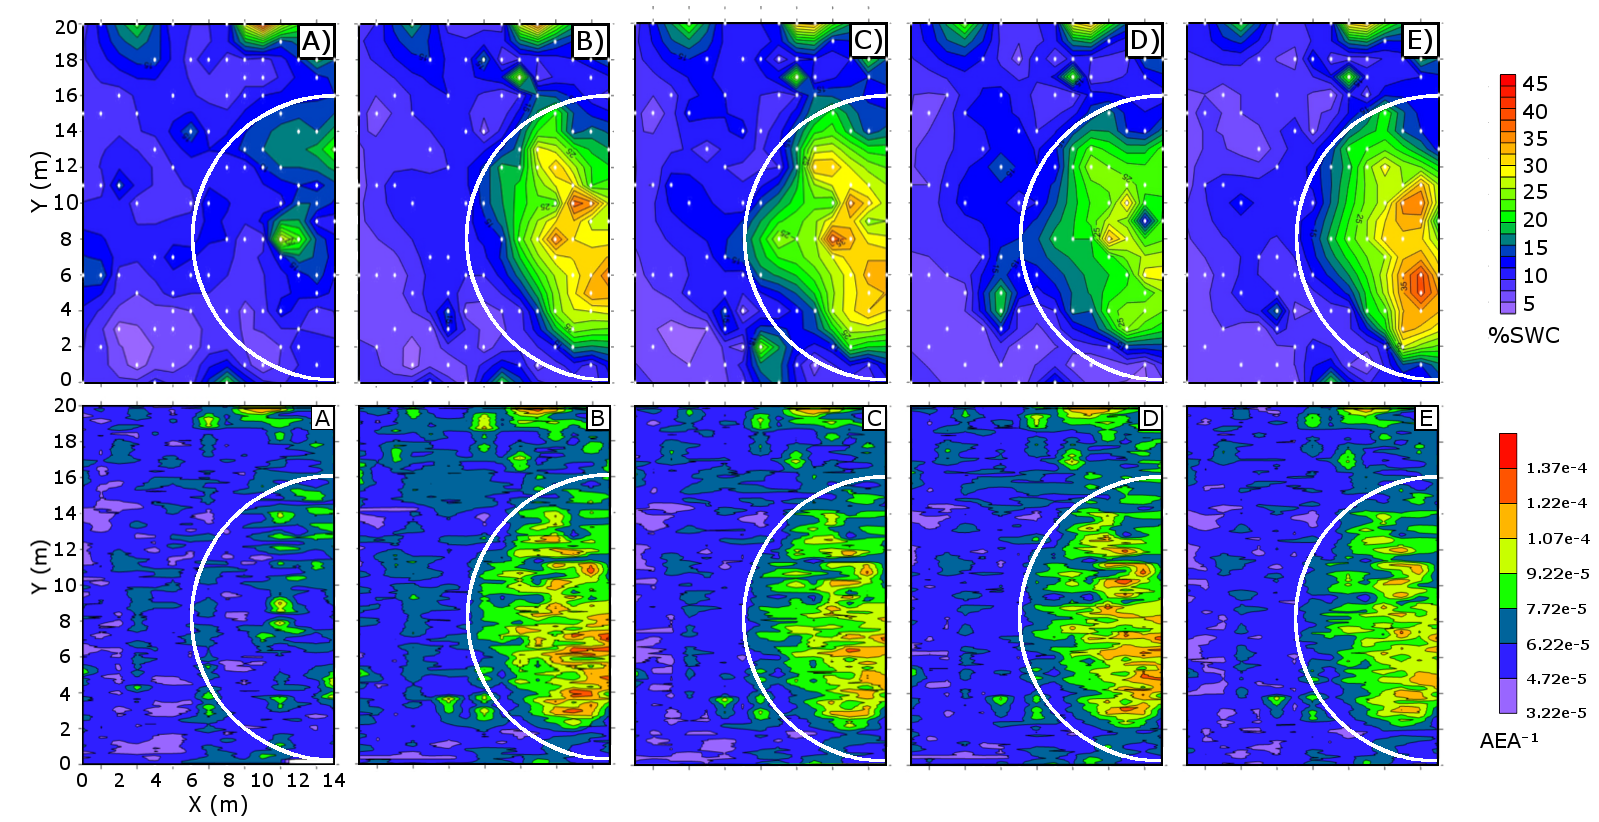 A)
B)
C)
D)
E)
20
18
16
14
12
10
8
6
4
2
0
Y (m)
45
40
35
30
25
20
15
10
5
%SWC
A
B
C
D
E
20
18
16
14
12
10
8
6
4
2
0
Y (m)
0 2 4 6 8 10 12 14
X (m)
1.37e-4
1.22e-4
1.07e-4
9.22e-5
7.72e-5
6.22e-5
4.72e-5
3.22e-5
AEA⁻¹